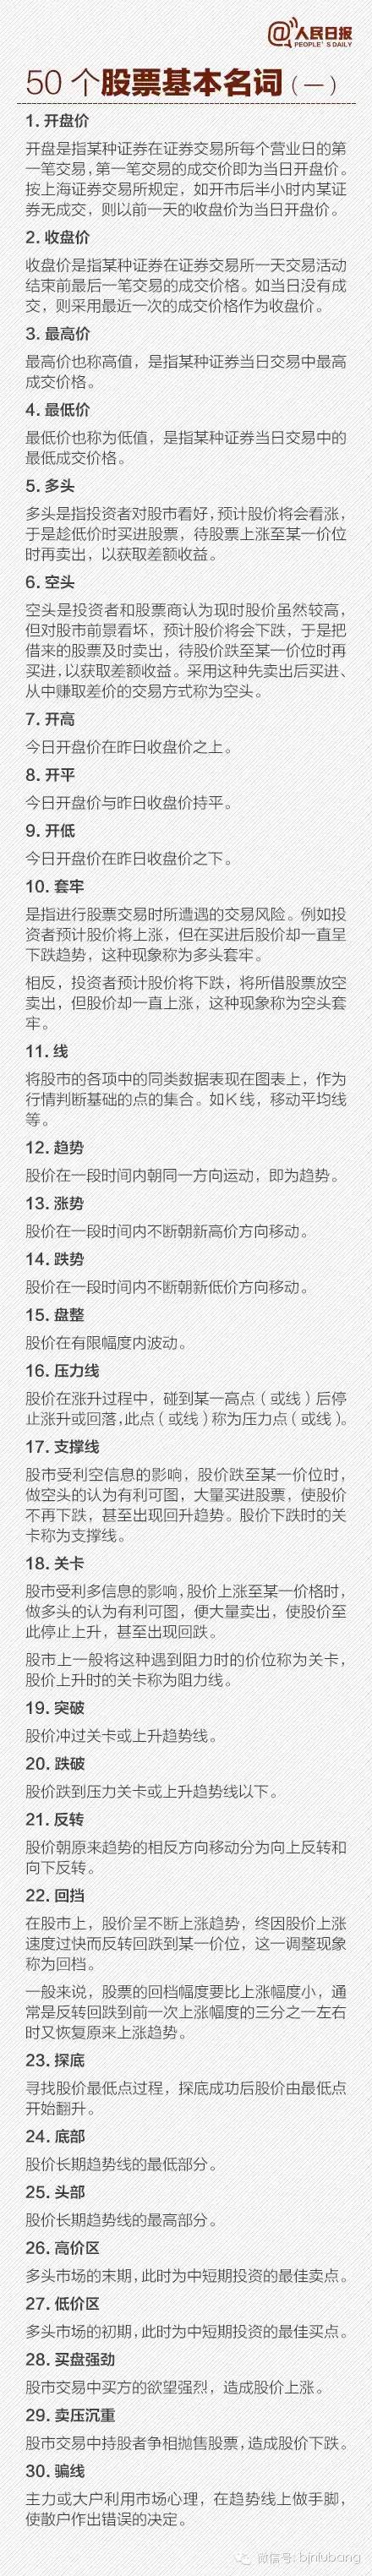 @人民日报
PEOPLE'S DAILY
50个股票基本名词（一）
1. 开盘价
开盘是指某种证券在证券交易所每个营业日的第
一笔交易，第一笔交易的成交价即为当日开盘价。
按上海证券交易所规定，如开市后半小时内某证
券无成交，则以前一天的收盘价为当日开盘价。
2. 收盘价
收盘价是指某种证券在证券交易所一天交易活动
结束前最后一笔交易的成交价格。如当日没有成
交，则采用最近一次的成交价格作为收盘价。
3. 最高价
最高价也称高值，是指某种证券当日交易中最高
成交价格。
4. 最低价
最低价也称为低值，是指某种证券当日交易中的
最低成交价格。
5. 多头
多头是指投资者对股市看好，预计股价将会看涨，
于是趁低价时买进股票，待股票上涨至某一价位
时再卖出，以获取差额收益。
6. 空头
空头是投资者和股票商认为现时股价虽然较高，
但对股市前景看坏，预计股价将会下跌，于是把
借来的股票及时卖出，待股价跌至某一价位时再
买进，以获取差额收益。采用这种先卖出后买进、
从中赚取差价的交易方式称为空头。
7. 开高
今日开盘价在昨日收盘价之上。
8. 开平
今日开盘价与昨日收盘价持平。
9. 开低
今日开盘价在昨日收盘价之下。
10. 套牢
是指进行股票交易时所遭遇的交易风险。例如投
资者预计股价将上涨，但在买进后股价却一直呈
下跌趋势，这种现象称为多头套牢。
相反，投资者预计股价将下跌，将所借股票放空
卖出，但股价却一直上涨，这种现象称为空头套
牢。
11. 线
将股市的各项中的同类数据表现在图表上，作为
行情判断基础的点的集合。如K线，移动平均线
等。
12. 趋势
股价在一段时间内朝同一方向运动，即为趋势。
13. 涨势
股价在一段时间内不断朝新高价方向移动。
14. 跌势
股价在一段时间内不断朝新低价方向移动。
15. 盘整
股价在有限幅度内波动。
16. 压力线
股价在涨升过程中，碰到某一高点（或线）后停
止涨升或回落，此点（或线）称为压力点（或线）。
17. 支撑线
股市受利空信息的影响，股价跌至某一价位时，
做空头的认为有利可图，大量买进股票，使股价
不再下跌，甚至出现回升趋势。股价下跌时的关
卡称为支撑线。
18. 关卡
股市受利多信息的影响，股价上涨至某一价格时，
做多头的认为有利可图，便大量卖出，使股价至
此停止上升，甚至出现回跌。
股市上一般将这种遇到阻力时的价位称为关卡，
股价上升时的关卡称为阻力线。
19. 突破
股价冲过关卡或上升趋势线。
20. 跌破
股价跌到压力关卡或上升趋势线以下。
21. 反转
股价朝原来趋势的相反方向移动分为向上反转和
向下反转。
22. 回挡
在股市上，股价呈不断上涨趋势，终因股价上涨
速度过快而反转回跌到某一价位，这一调整现象
称为回档。
一般来说，股票的回档幅度要比上涨幅度小，通
常是反转回跌到前一次上涨幅度的三分之一左右
时又恢复原来上涨趋势。
23. 探底
寻找股价最低点过程，探底成功后股价由最低点
开始翻升。
24. 底部
股价长期趋势线的最低部分。
25. 头部
股价长期趋势线的最高部分。
26. 高价区
多头市场的末期，此时为中短期投资的最佳卖点。
27. 低价区
多头市场的初期，此时为中短期投资的最佳买点。
28. 买盘强劲
股市交易中买方的欲望强烈，造成股价上涨。
29. 卖压沉重
股市交易中持股者争相抛售股票，造成股价下跌。
30. 骗线
主力或大户利用市场心理，在趋势线上做手脚，
使散户作出错误的决定。
微信号: bjniubang